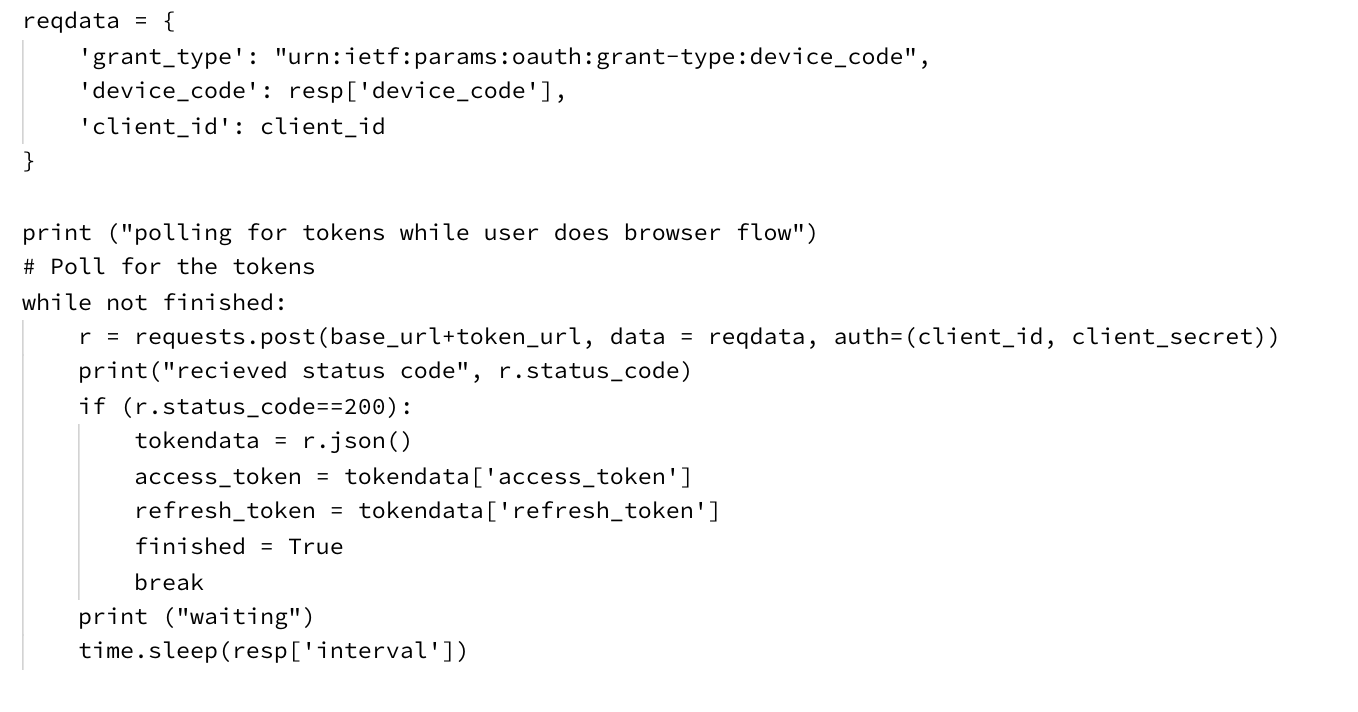 reqdata = {
    'grant_type': "urn:ietf:params:oauth:grant-type:device_code",
    'device_code': resp['device_code'],
    'client_id': client_id
}

print ("polling for tokens while user does browser flow")
# Poll for the tokens
while not finished:
    r = requests.post(base_url+token_url, data = reqdata, auth=(client_id, client_secret))
    print("recieved status code", r.status_code)
    if (r.status_code==200):
        tokendata = r.json()
        access_token = tokendata['access_token']
        refresh_token = tokendata['refresh_token']
        finished = True
        break
    print ("waiting")
    time.sleep(resp['interval'])